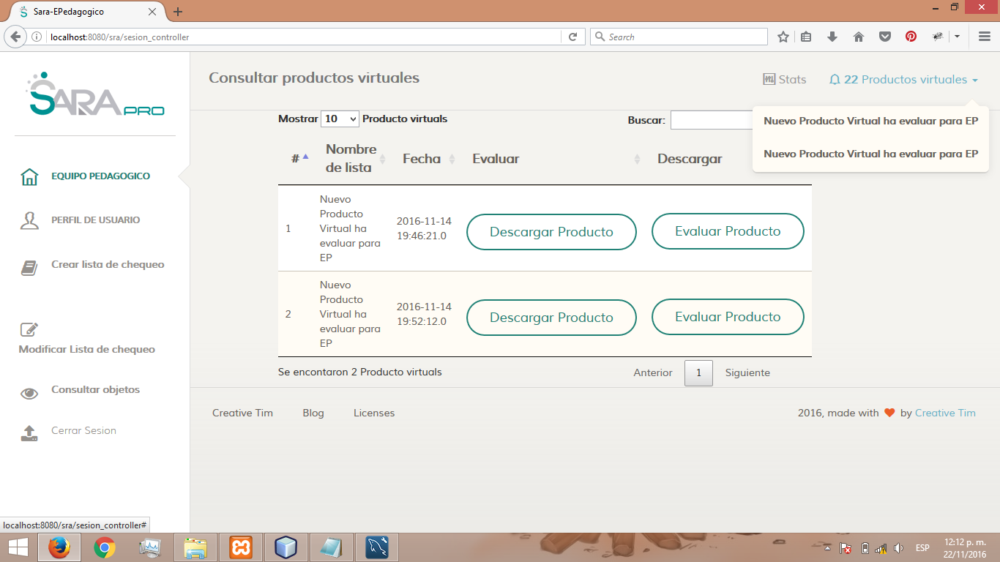 Sara-EPedagogico
localhost:8080/sra/sesion_controller
Search
SARA PRO
EQUIPO PEDAGOGICO
PERFIL DE USUARIO
Crear lista de chequeo
Modificar Lista de chequeo
Consultar objetos
Cerrar Sesion
Consultar productos virtuales
Stats
22 Productos virtuales
Nuevo Producto Virtual ha evaluar para EP
Nuevo Producto Virtual ha evaluar para EP
Mostrar 10 Producto virtuals
Buscar:
# Nombre de lista Fecha Evaluar Descargar
1
Nuevo
Producto
Virtual ha
evaluar para
EP
2016-11-14
19:46:21.0
Descargar Producto
Evaluar Producto
2
Nuevo
Producto
Virtual ha
evaluar para
EP
2016-11-14
19:52:12.0
Descargar Producto
Evaluar Producto
Se encontaron 2 Producto virtuals
Anterior 1 Siguiente
Creative Tim Blog Licenses
2016, made with by Creative Tim
localhost:8080/sra/sesion_controller#
ESP
12:12 p. m.
22/11/2016